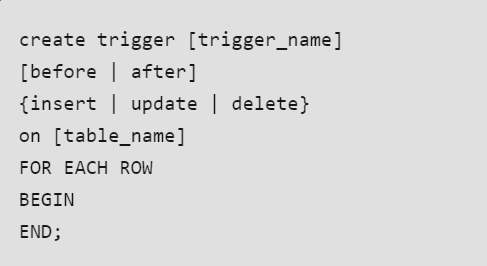 create trigger [trigger_name]
[before | after]
{insert | update | delete}
on [table_name]
FOR EACH ROW
BEGIN
END;